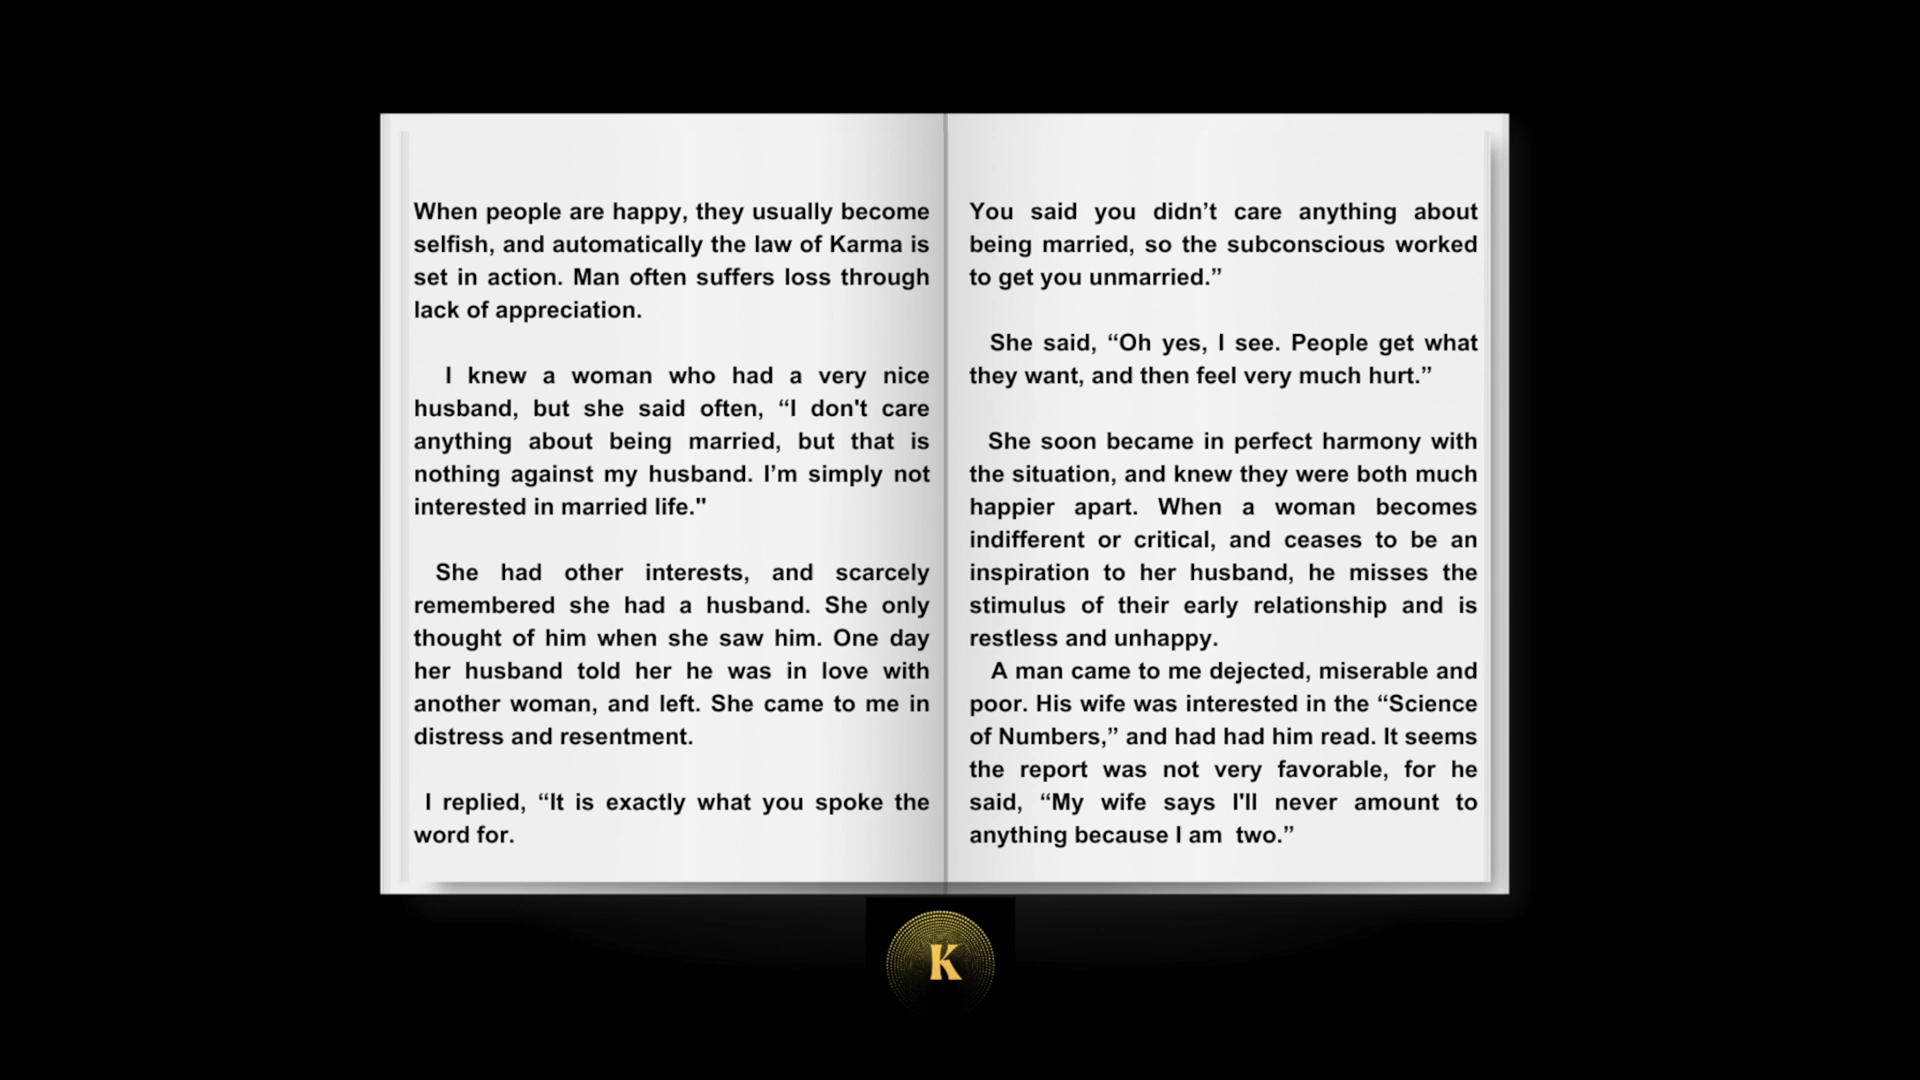 When people are happy, they usually become
selfish, and automatically the law of Karma is
set in action. Man often suffers loss through
lack of appreciation.
I knew a woman who had a very nice
husband, but she said often, “I don't care
anything about being married, but that is
nothing against my husband. I’m simply not
interested in married life."
She had other interests, and scarcely
remembered she had a husband. She only
thought of him when she saw him. One day
her husband told her he was in love with
another woman, and left. She came to me in
distress and resentment.
I replied, “It is exactly what you spoke the
word for.
You said you didn’t care anything about
being married, so the subconscious worked
to get you unmarried.”
She said, “Oh yes, I see. People get what
they want, and then feel very much hurt.”
She soon became in perfect harmony with
the situation, and knew they were both much
happier apart. When a woman becomes
indifferent or critical, and ceases to be an
inspiration to her husband, he misses the
stimulus of their early relationship and is
restless and unhappy.
A man came to me dejected, miserable and
poor. His wife was interested in the “Science
of Numbers,” and had had him read. It seems
the report was not very favorable, for he
said, “My wife says I'll never amount to
anything because I am  two.”
K